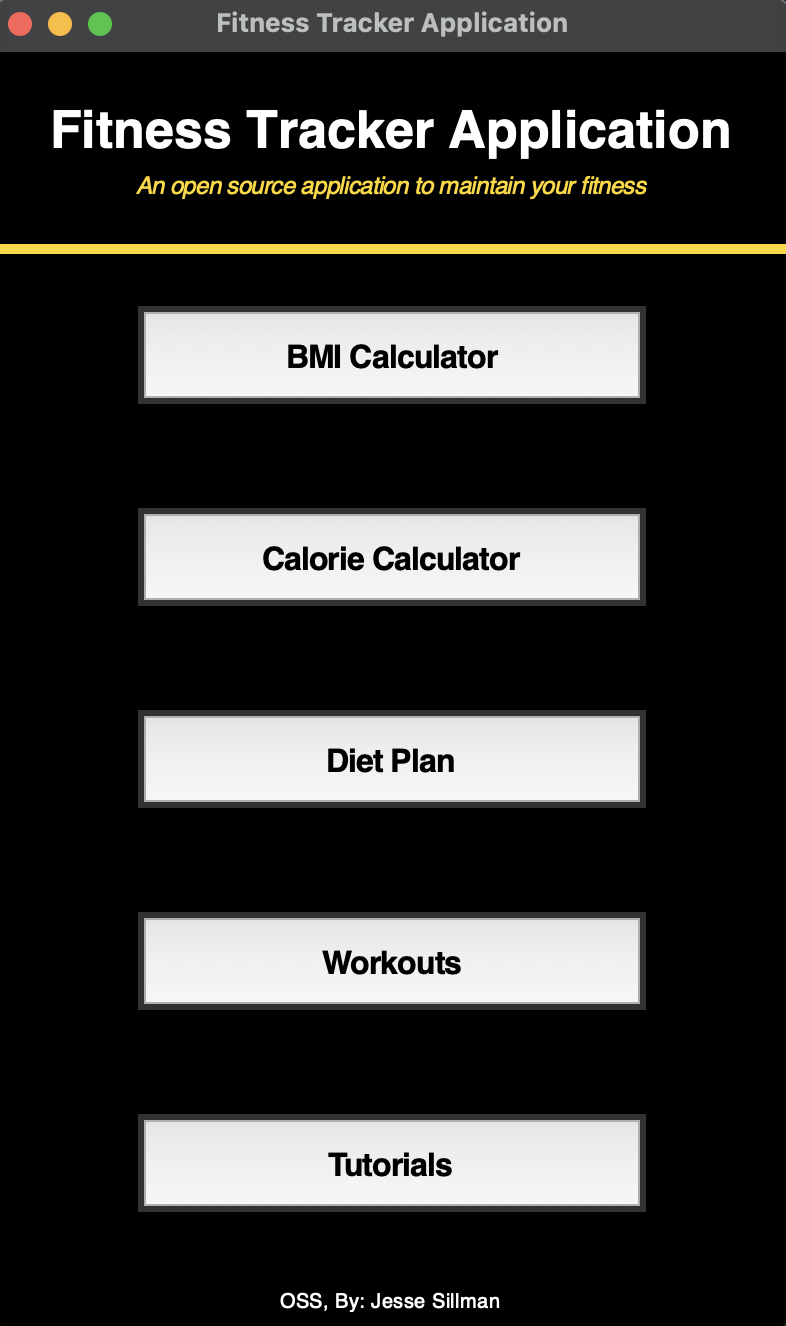 Fitness Tracker Application
Fitness Tracker Application
An open source application to maintain your fitness
BMI Calculator
Calorie Calculator
Diet Plan
Workouts
Tutorials
OSS, By: Jesse Sillman